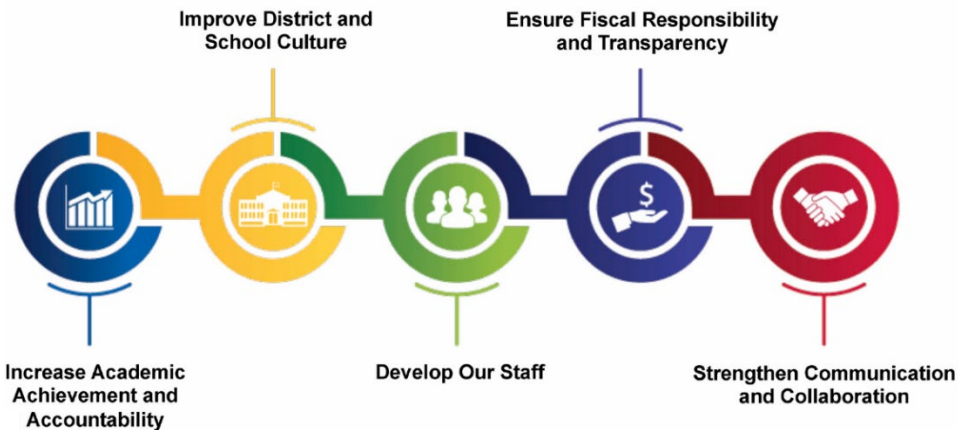 Improve District and
School Culture
Ensure Fiscal Responsibility
and Transparency
$
Increase Academic
Achievement and
Accountability
Develop Our Staff
Strengthen Communication
and Collaboration